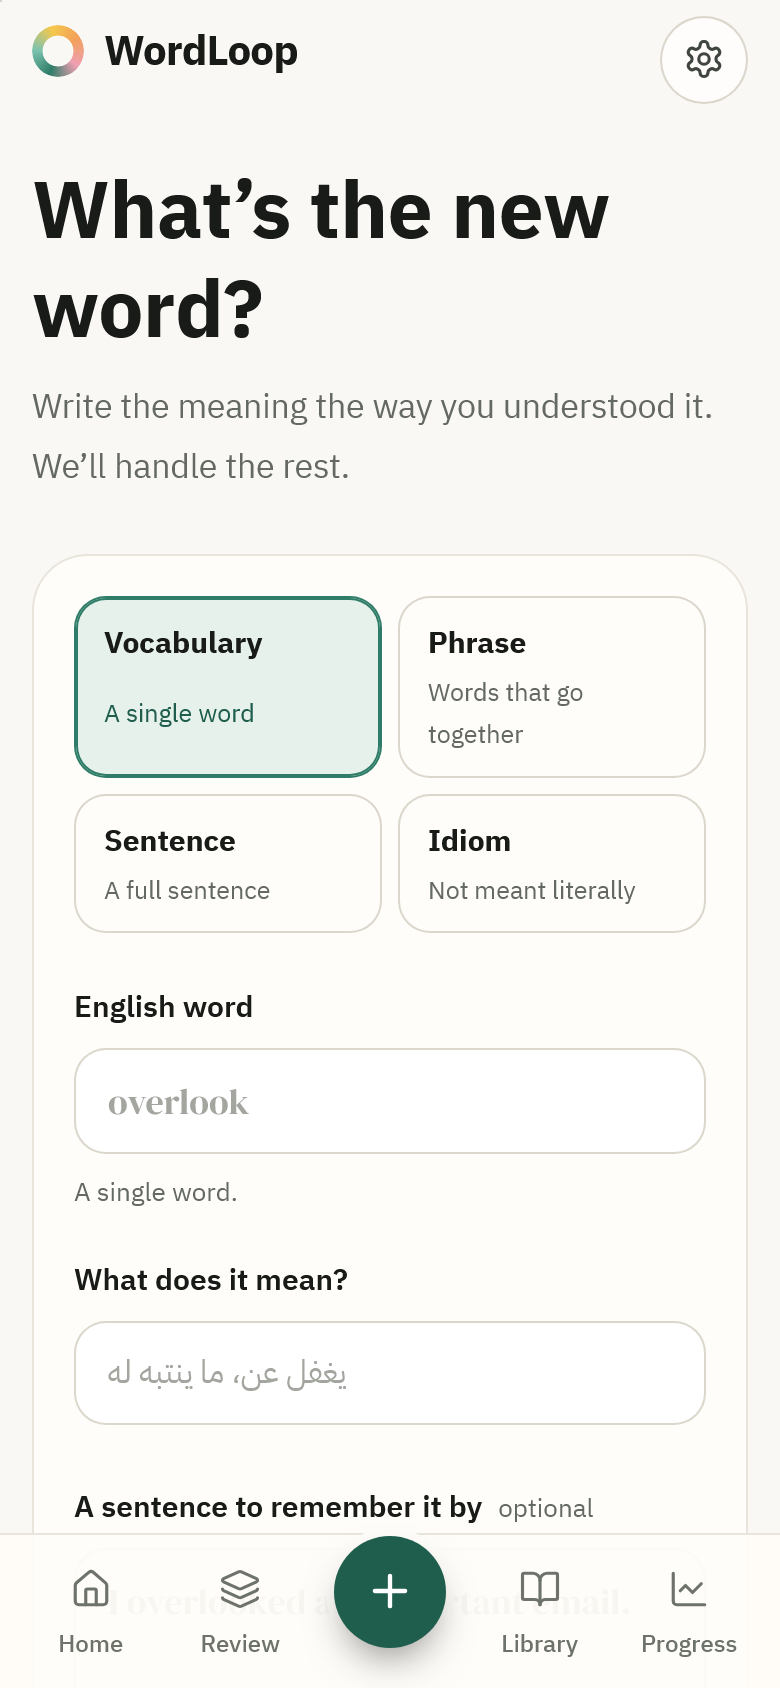 WordLoop
What’s the new
word?
Write the meaning the way you understood it.
We’ll handle the rest.
Vocabulary
A single word
Phrase
Words that go
together
Sentence
A full sentence
Idiom
Not meant literally
English word
overlook
A single word.
What does it mean?
يغفل عن، ما ينتبه له
A sentence to remember it by optional
I overlooked a email.
Home
Review
Library
Progress